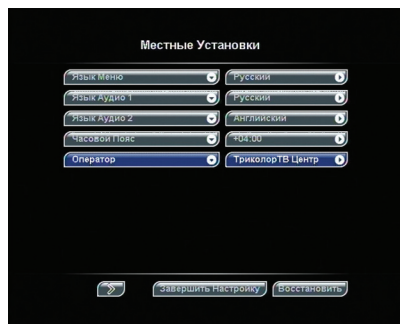 Местные Установки
Язык Меню Русский
Язык Аудио 1 Русский
Язык Аудио 2 Английский
Часовой Пояс +04:00
Оператор ТриколорТВ Центр
Завершить Настройку Восстановить